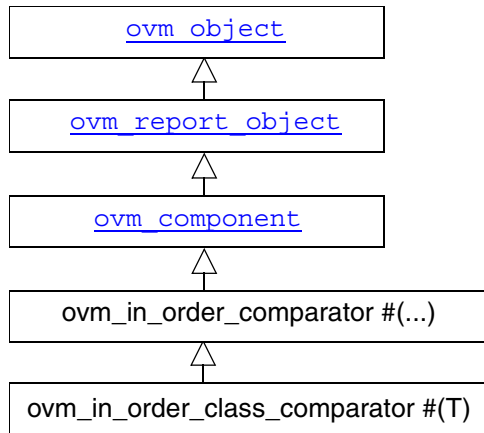 ovm_object
ovm_report_object
ovm_component
ovm_in_order_comparator #(...)
ovm_in_order_class_comparator #(T)